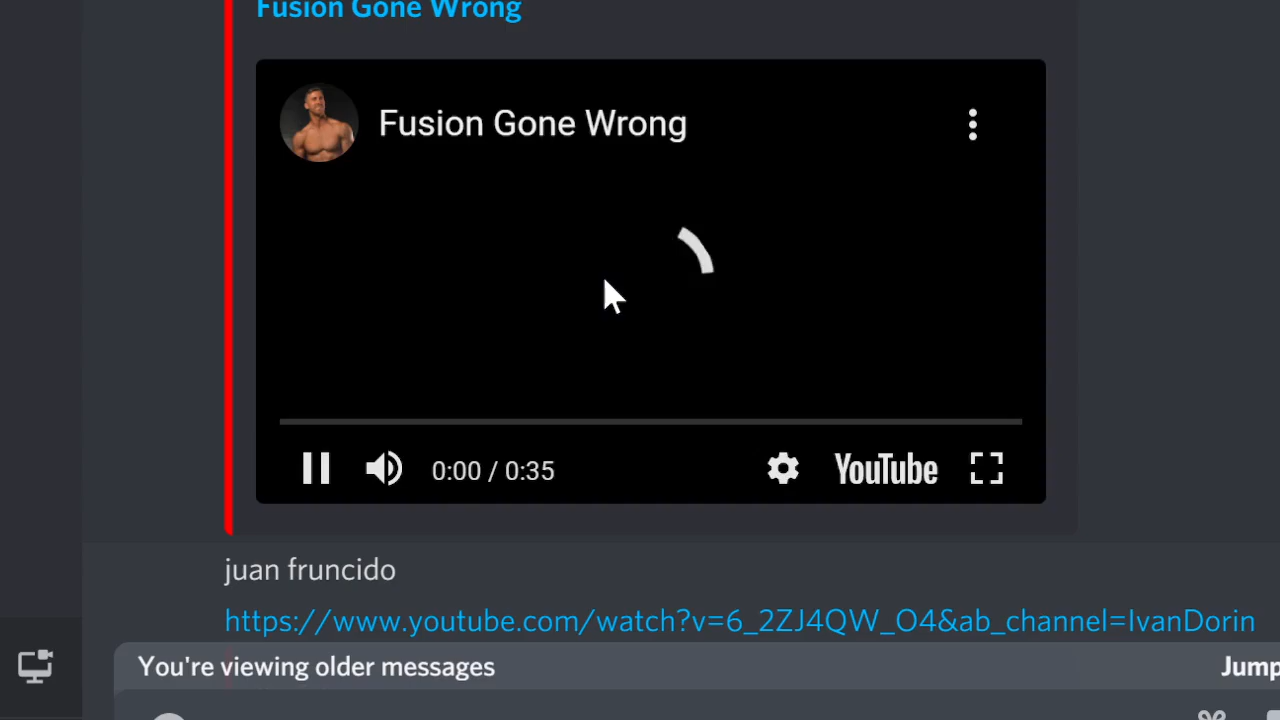 Fusion Gone Wrong
Fusion Gone Wrong
0:00 / 0:35
YouTube
juan fruncido
https://www.youtube.com/watch?v=6_2ZJ4QW_O4&ab_channel=IvanDorin
You're viewing older messages
Jump